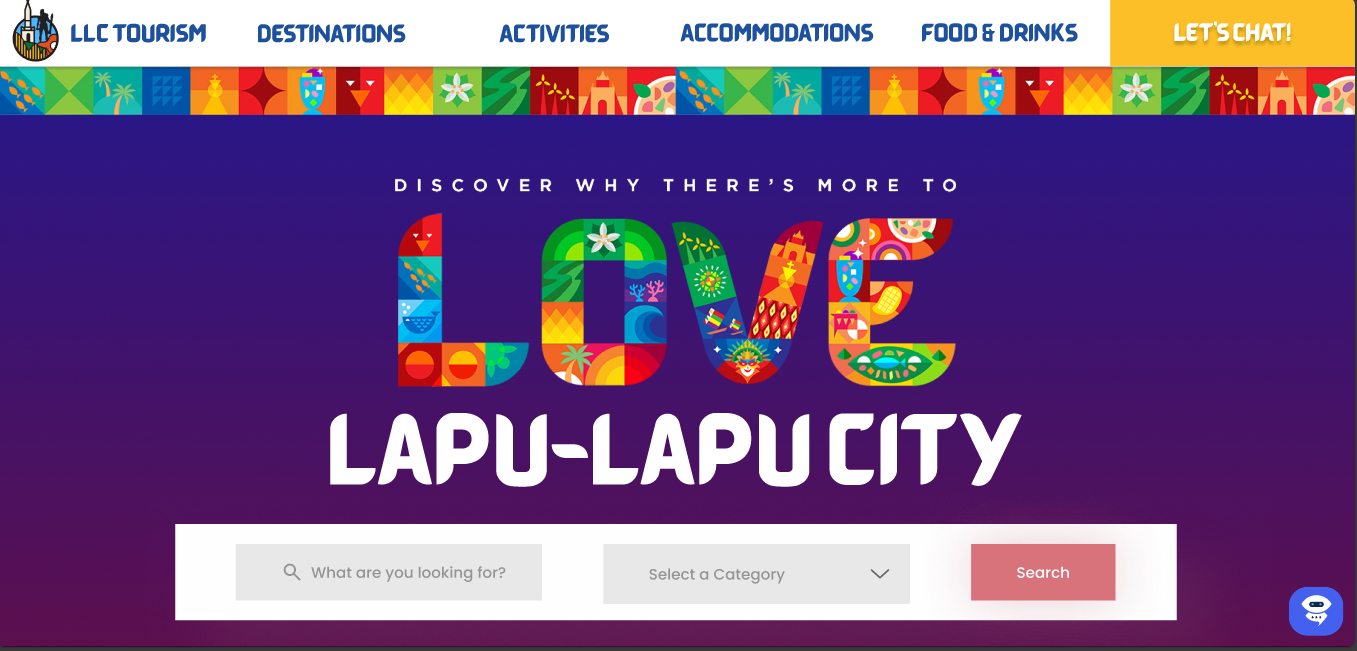 LLC TOURISM
DESTINATIONS
ACTIVITIES
ACCOMMODATIONS
FOOD & DRINKS
LET'S CHAT!
DISCOVER WHY THERE'S MORE TO
LOVE
LAPU-LAPU CITY
What are you looking for?
Select a Category
Search